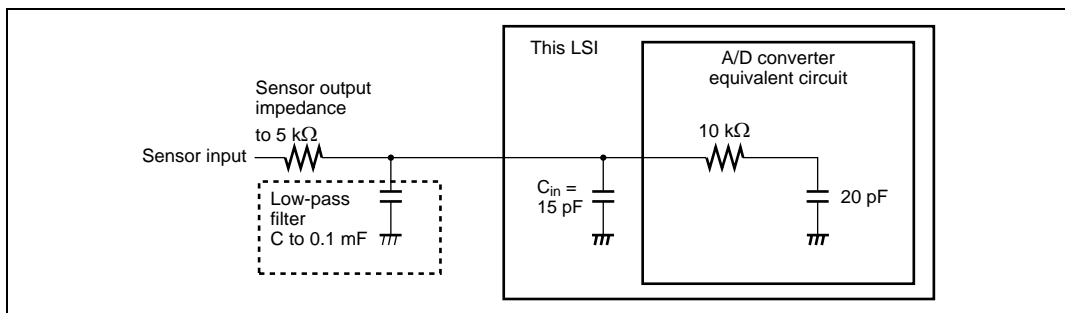 This LSI
A/D converter
equivalent circuit
Sensor output
impedance
to 5 kΩ
10 kΩ
Sensor input
Low-pass
filter
C to 0.1 mF
Cin =
15 pF
20 pF